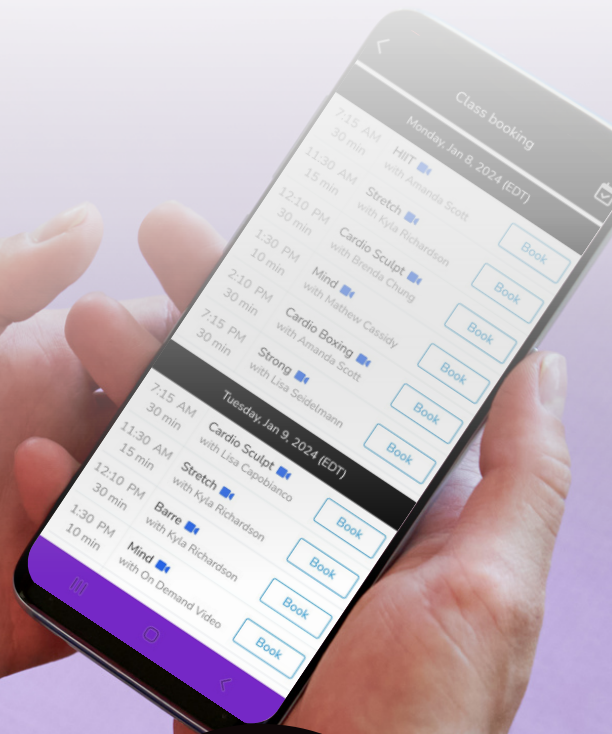 Class booking
Monday, Jan 8, 2024 (EDT)
7:15 AM HIIT
30 min with Amanda Scott Book
11:30 AM Stretch
15 min with Kyla Richardson Book
12:10 PM Cardio Sculpt
30 min with Brenda Chung Book
1:30 PM Mind
10 min with Mathew Cassidy Book
2:10 PM Cardio Boxing
30 min with Amanda Scott Book
7:15 PM Strong
30 min with Lisa Seidelmann Book
Tuesday, Jan 9, 2024 (EDT)
7:15 AM Cardio Sculpt
30 min with Lisa Capobianco Book
11:30 AM Stretch
15 min with Kyla Richardson Book
12:10 PM Barre
30 min with Kyla Richardson Book
1:30 PM Mind
10 min with On Demand Video Book